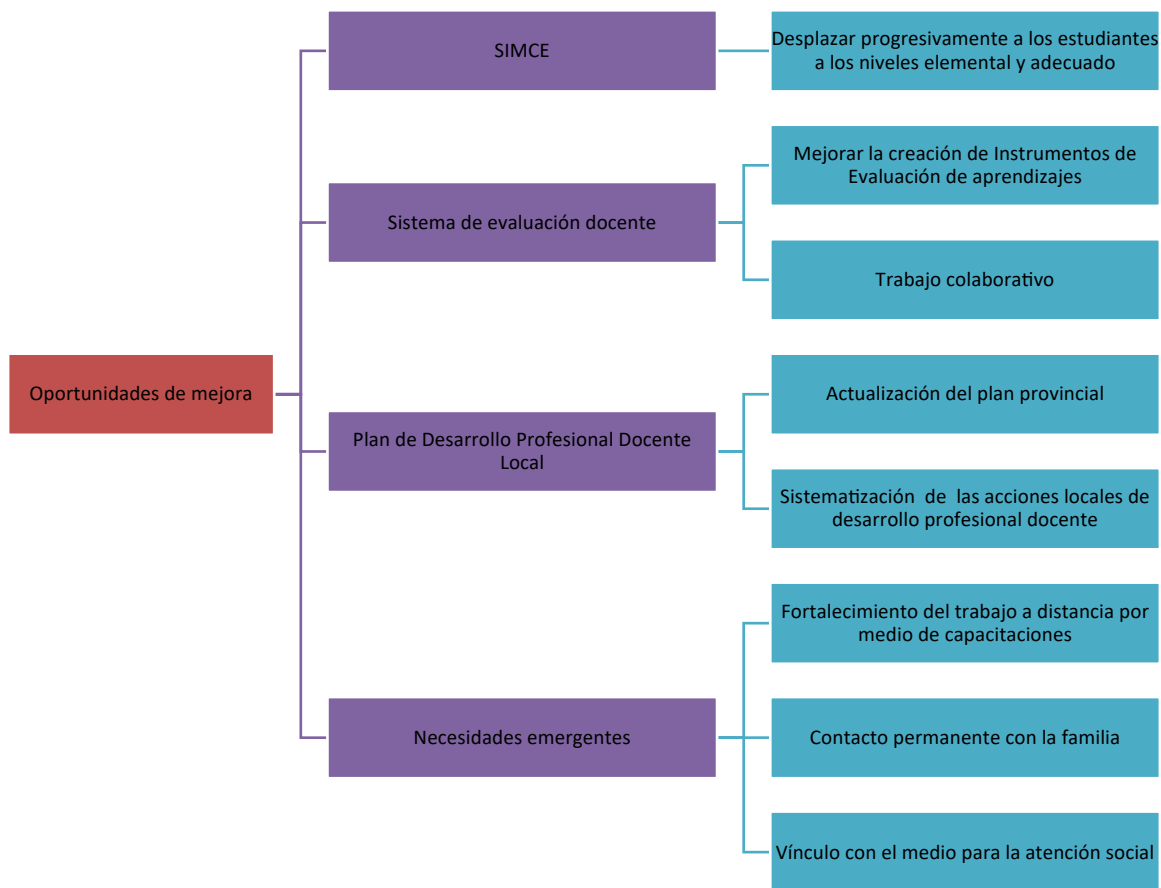 Oportunidades de mejora
SIMCE
Desplazar progresivamente a los estudiantes
a los niveles elemental y adecuado
Sistema de evaluación docente
Mejorar la creación de Instrumentos de
Evaluación de aprendizajes
Trabajo colaborativo
Plan de Desarrollo Profesional Docente
Local
Actualización del plan provincial
Sistematización  de  las acciones locales de
desarrollo profesional docente
Necesidades emergentes
Fortalecimiento del trabajo a distancia por
medio de capacitaciones
Contacto permanente con la familia
Vínculo con el medio para la atención social